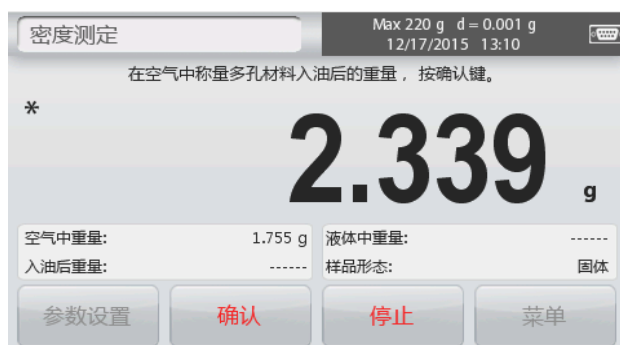 密度测定
Max 220 g d = 0.001 g
12/17/2015 13:10
在空气中称量多孔材料入油后的重量，按确认键。
*
2.339 g
空气中重量: 1.755 g 液体中重量: ------
入油后重量: ------ 样品形态: 固体
参数设置 确认 停止 菜单